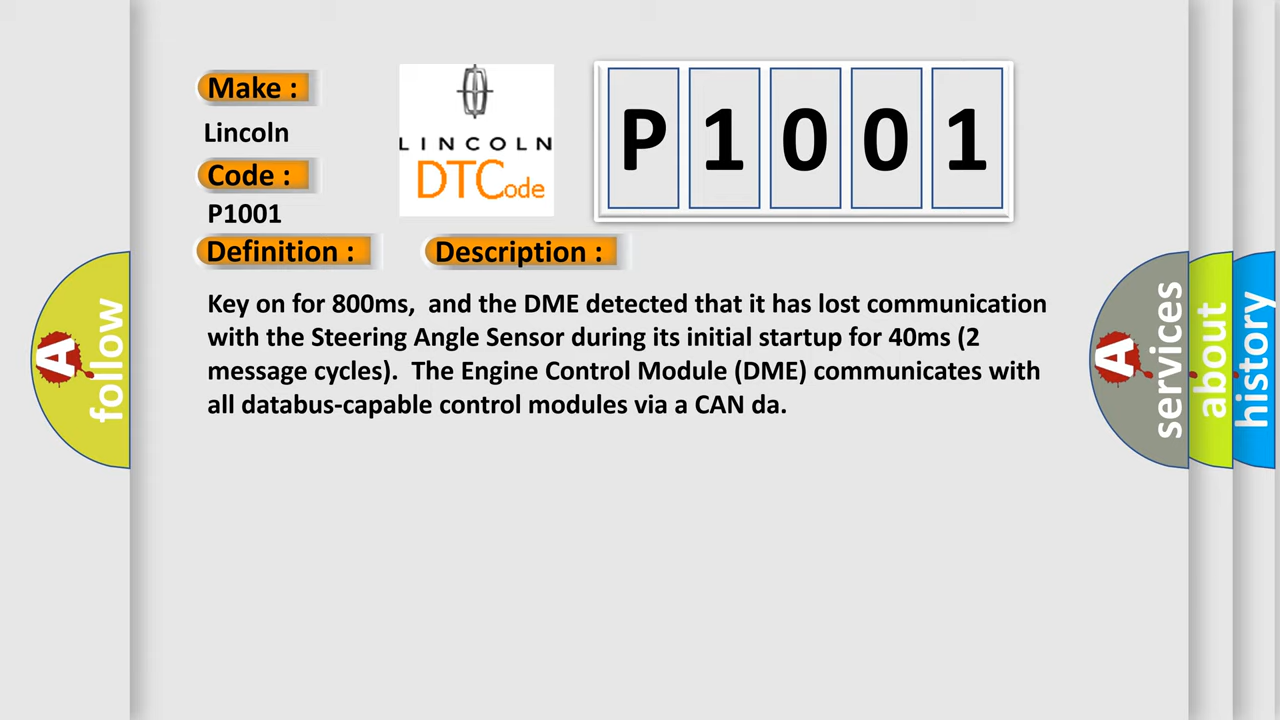 Make :
Lincoln
Code :
P1001
Definition :
Description :
LINCOLN
DTCode
P 1 0 0 1
Key on for 800ms,  and the DME detected that it has lost communication
with the Steering Angle Sensor during its initial startup for 40ms (2
message cycles).  The Engine Control Module (DME) communicates with
all databus-capable control modules via a CAN da.
A follow
A services
about
history